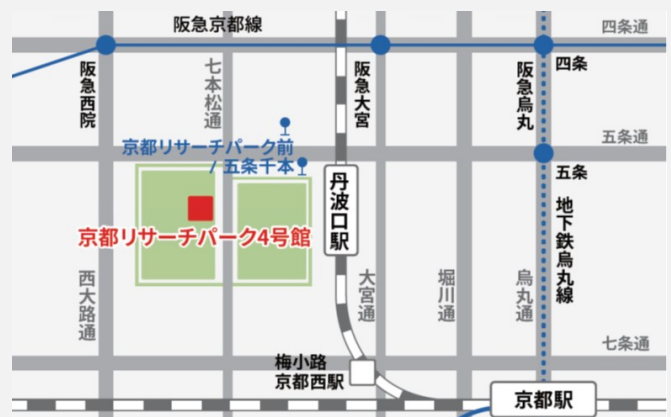 阪急京都線
四条通
阪急西院
七本松通
阪急大宮
阪急烏丸
四条
五条通
京都リサーチパーク前
/ 五条千本
丹波口駅
五条
地下鉄烏丸線
京都リサーチパーク4号館
西大路通
大宮通
堀川通
烏丸通
七条通
梅小路
京都西駅
京都駅